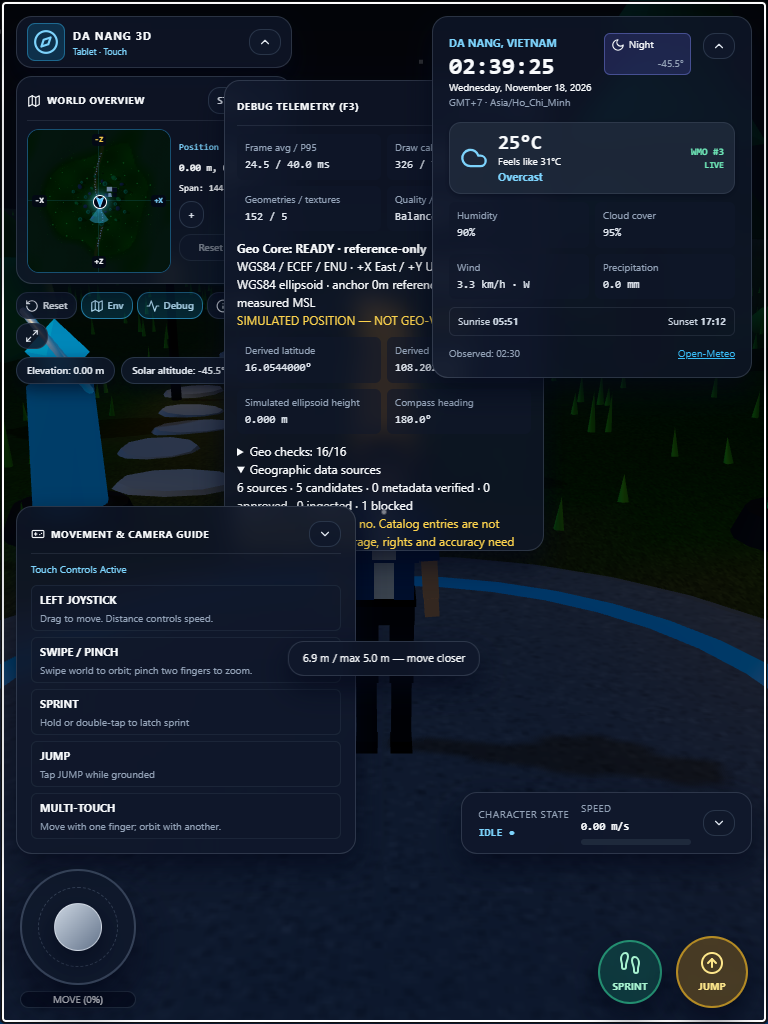 DA NANG 3D
Tablet · Touch
WORLD OVERVIEW
-Z
-X
+X
+Z
Position
0.00 m,
Span: 144
+
Reset
Reset
Env
Debug
Elevation: 0.00 m
Solar altitude: -45.5°
DEBUG TELEMETRY (F3)
Frame avg / P95
24.5 / 40.0 ms
Draw cal
326 /
Geometries / textures
152 / 5
Quality /
Balanc
Geo Core: READY · reference-only
WGS84 / ECEF / ENU · +X East / +Y U
WGS84 ellipsoid · anchor 0m referen
measured MSL
SIMULATED POSITION — NOT GEO-
Derived latitude
16.0544000°
Derived
108.20
Simulated ellipsoid height
0.000 m
Compass heading
180.0°
▶ Geo checks: 16/16
▼ Geographic data sources
6 sources · 5 candidates · 0 metadata verified · 0
approved · 0 ingested · 1 blocked
no. Catalog entries are not
rage, rights and accuracy need
DA NANG, VIETNAM
02:39:25
Wednesday, November 18, 2026
GMT+7 · Asia/Ho_Chi_Minh
Night
-45.5°
25°C
Feels like 31°C
Overcast
WMO #3
LIVE
Humidity
90%
Cloud cover
95%
Wind
3.3 km/h · W
Precipitation
0.0 mm
Sunrise 05:51
Sunset 17:12
Observed: 02:30
Open-Meteo
MOVEMENT & CAMERA GUIDE
Touch Controls Active
LEFT JOYSTICK
Drag to move. Distance controls speed.
SWIPE / PINCH
Swipe world to orbit; pinch two fingers to zoom.
SPRINT
Hold or double-tap to latch sprint
JUMP
Tap JUMP while grounded
MULTI-TOUCH
Move with one finger; orbit with another.
6.9 m / max 5.0 m — move closer
CHARACTER STATE
IDLE
SPEED
0.00 m/s
MOVE (0%)
SPRINT
JUMP